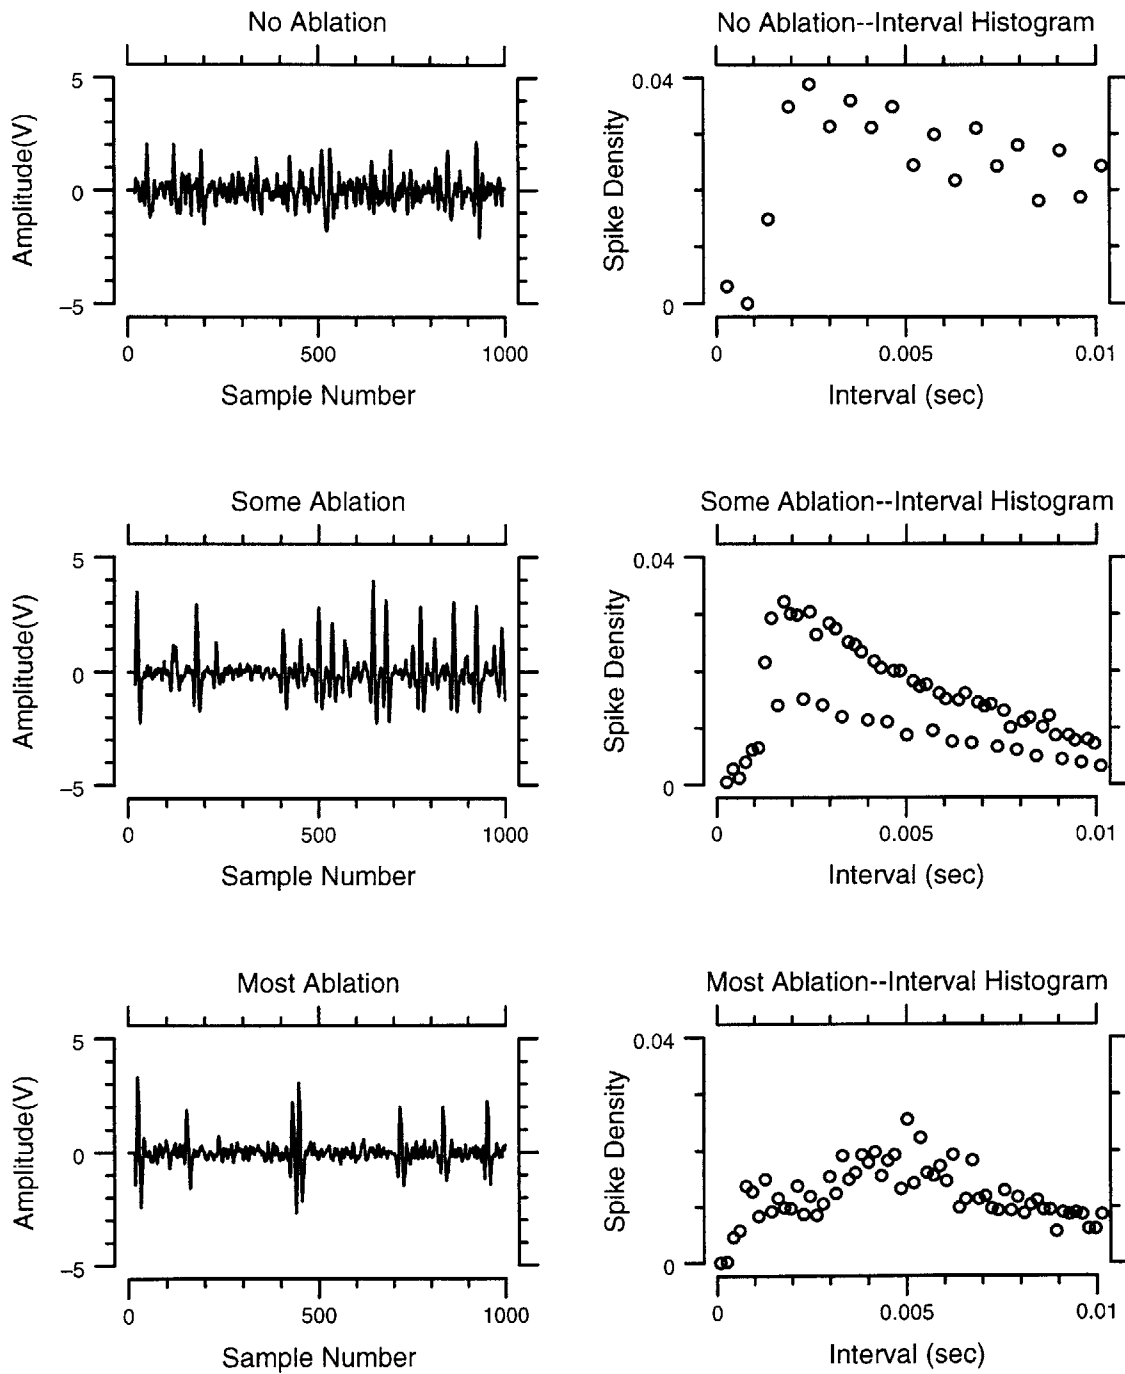 No Ablation
5
0
−5
Amplitude(V)
0
500
1000
Sample Number
No Ablation--Interval Histogram
0.04
0
Spike Density
0
0.005
0.01
Interval (sec)
Some Ablation
5
0
−5
Amplitude(V)
0
500
1000
Sample Number
Some Ablation--Interval Histogram
0.04
0
Spike Density
0
0.005
0.01
Interval (sec)
Most Ablation
5
0
−5
Amplitude(V)
0
500
1000
Sample Number
Most Ablation--Interval Histogram
0.04
0
Spike Density
0
0.005
0.01
Interval (sec)